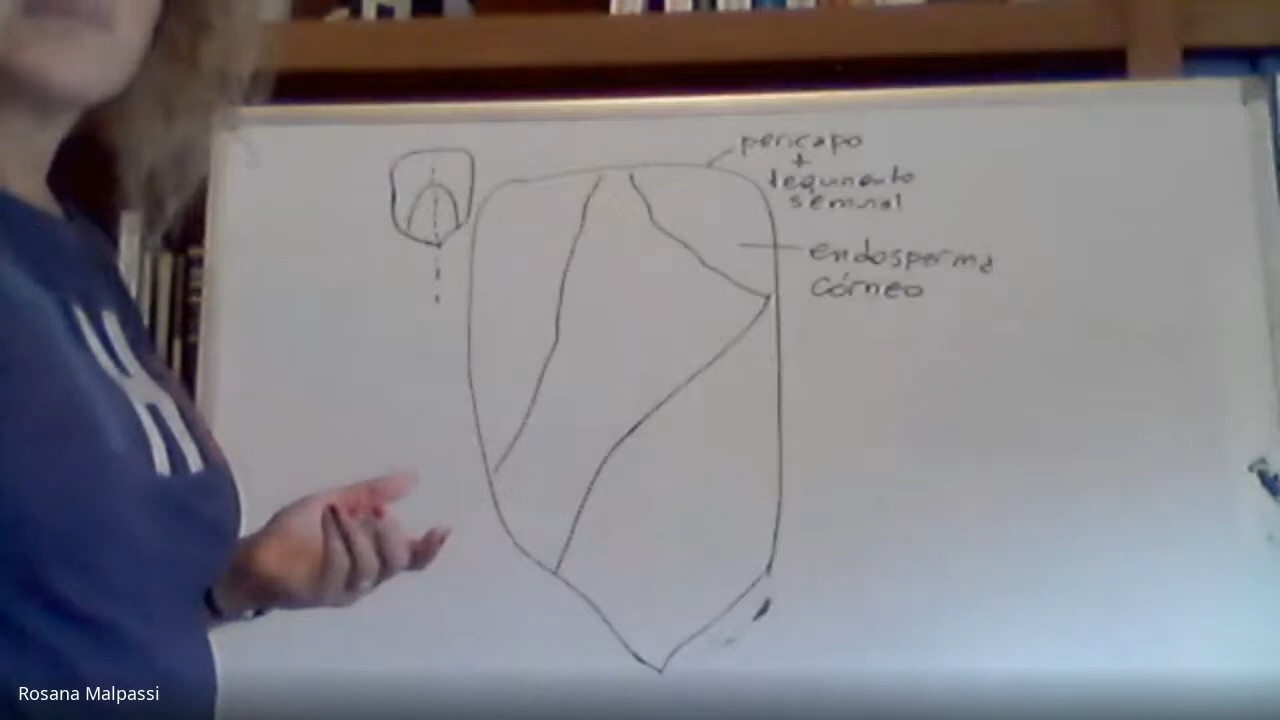 pericapo
+
tegumento
seminal
endosperma
córneo
Rosana Malpassi